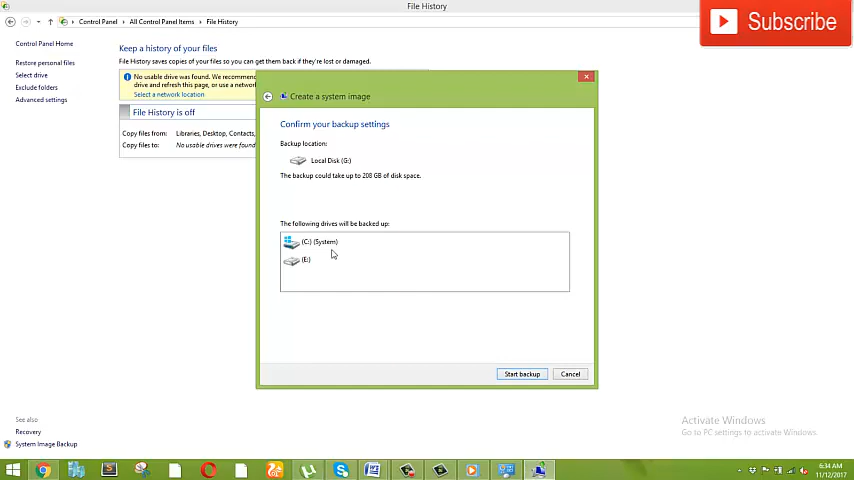 File History
Control Panel
All Control Panel Items
File History
Subscribe
Control Panel Home
Restore personal files
Select drive
Exclude folders
Advanced settings
Keep a history of your files
File History saves copies of your files so you can get them back if they're lost or damaged.
No usable drive was found. We recommen
drive and refresh this page, or use a netwo
Select a network location
File History is off
Copy files from: Libraries, Desktop, Contacts,
Copy files to: No usable drives were found
Create a system image
Confirm your backup settings
Backup location:
Local Disk (G:)
The backup could take up to 208 GB of disk space.
The following drives will be backed up:
(C:) (System)
(E:)
Start backup
Cancel
See also
Recovery
System Image Backup
Activate Windows
Go to PC settings to activate Windows.
6:34 AM
11/12/2017